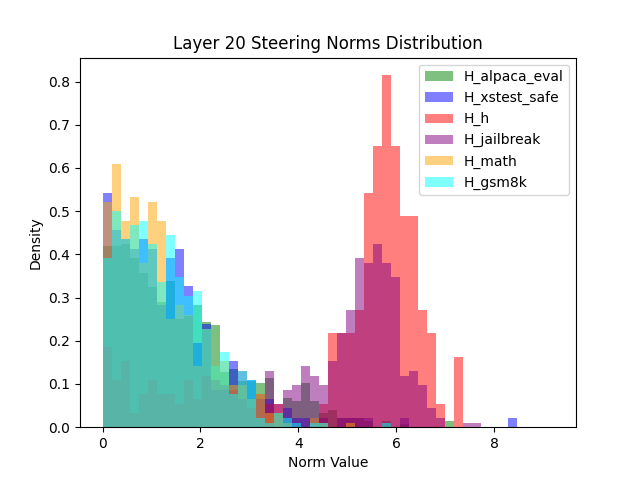 Layer 20 Steering Norms Distribution
H_alpaca_eval
H_xstest_safe
H_h
H_jailbreak
H_math
H_gsm8k
Density
0.8
0.7
0.6
0.5
0.4
0.3
0.2
0.1
0.0
0
2
4
6
8
Norm Value